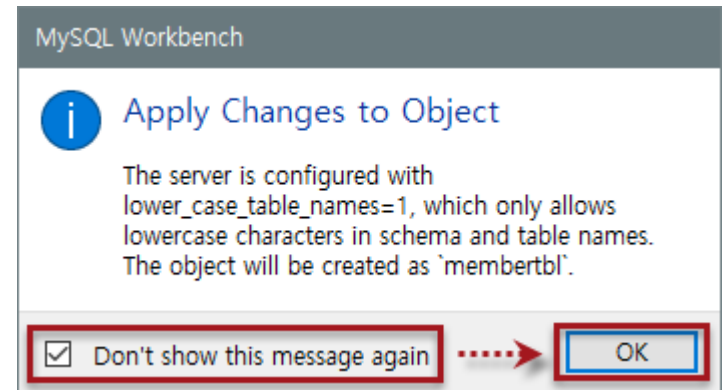 MySQL Workbench
Apply Changes to Object
The server is configured with
lower_case_table_names=1, which only allows
lowercase characters in schema and table names.
The object will be created as `membertbl`.
Don't show this message again
OK